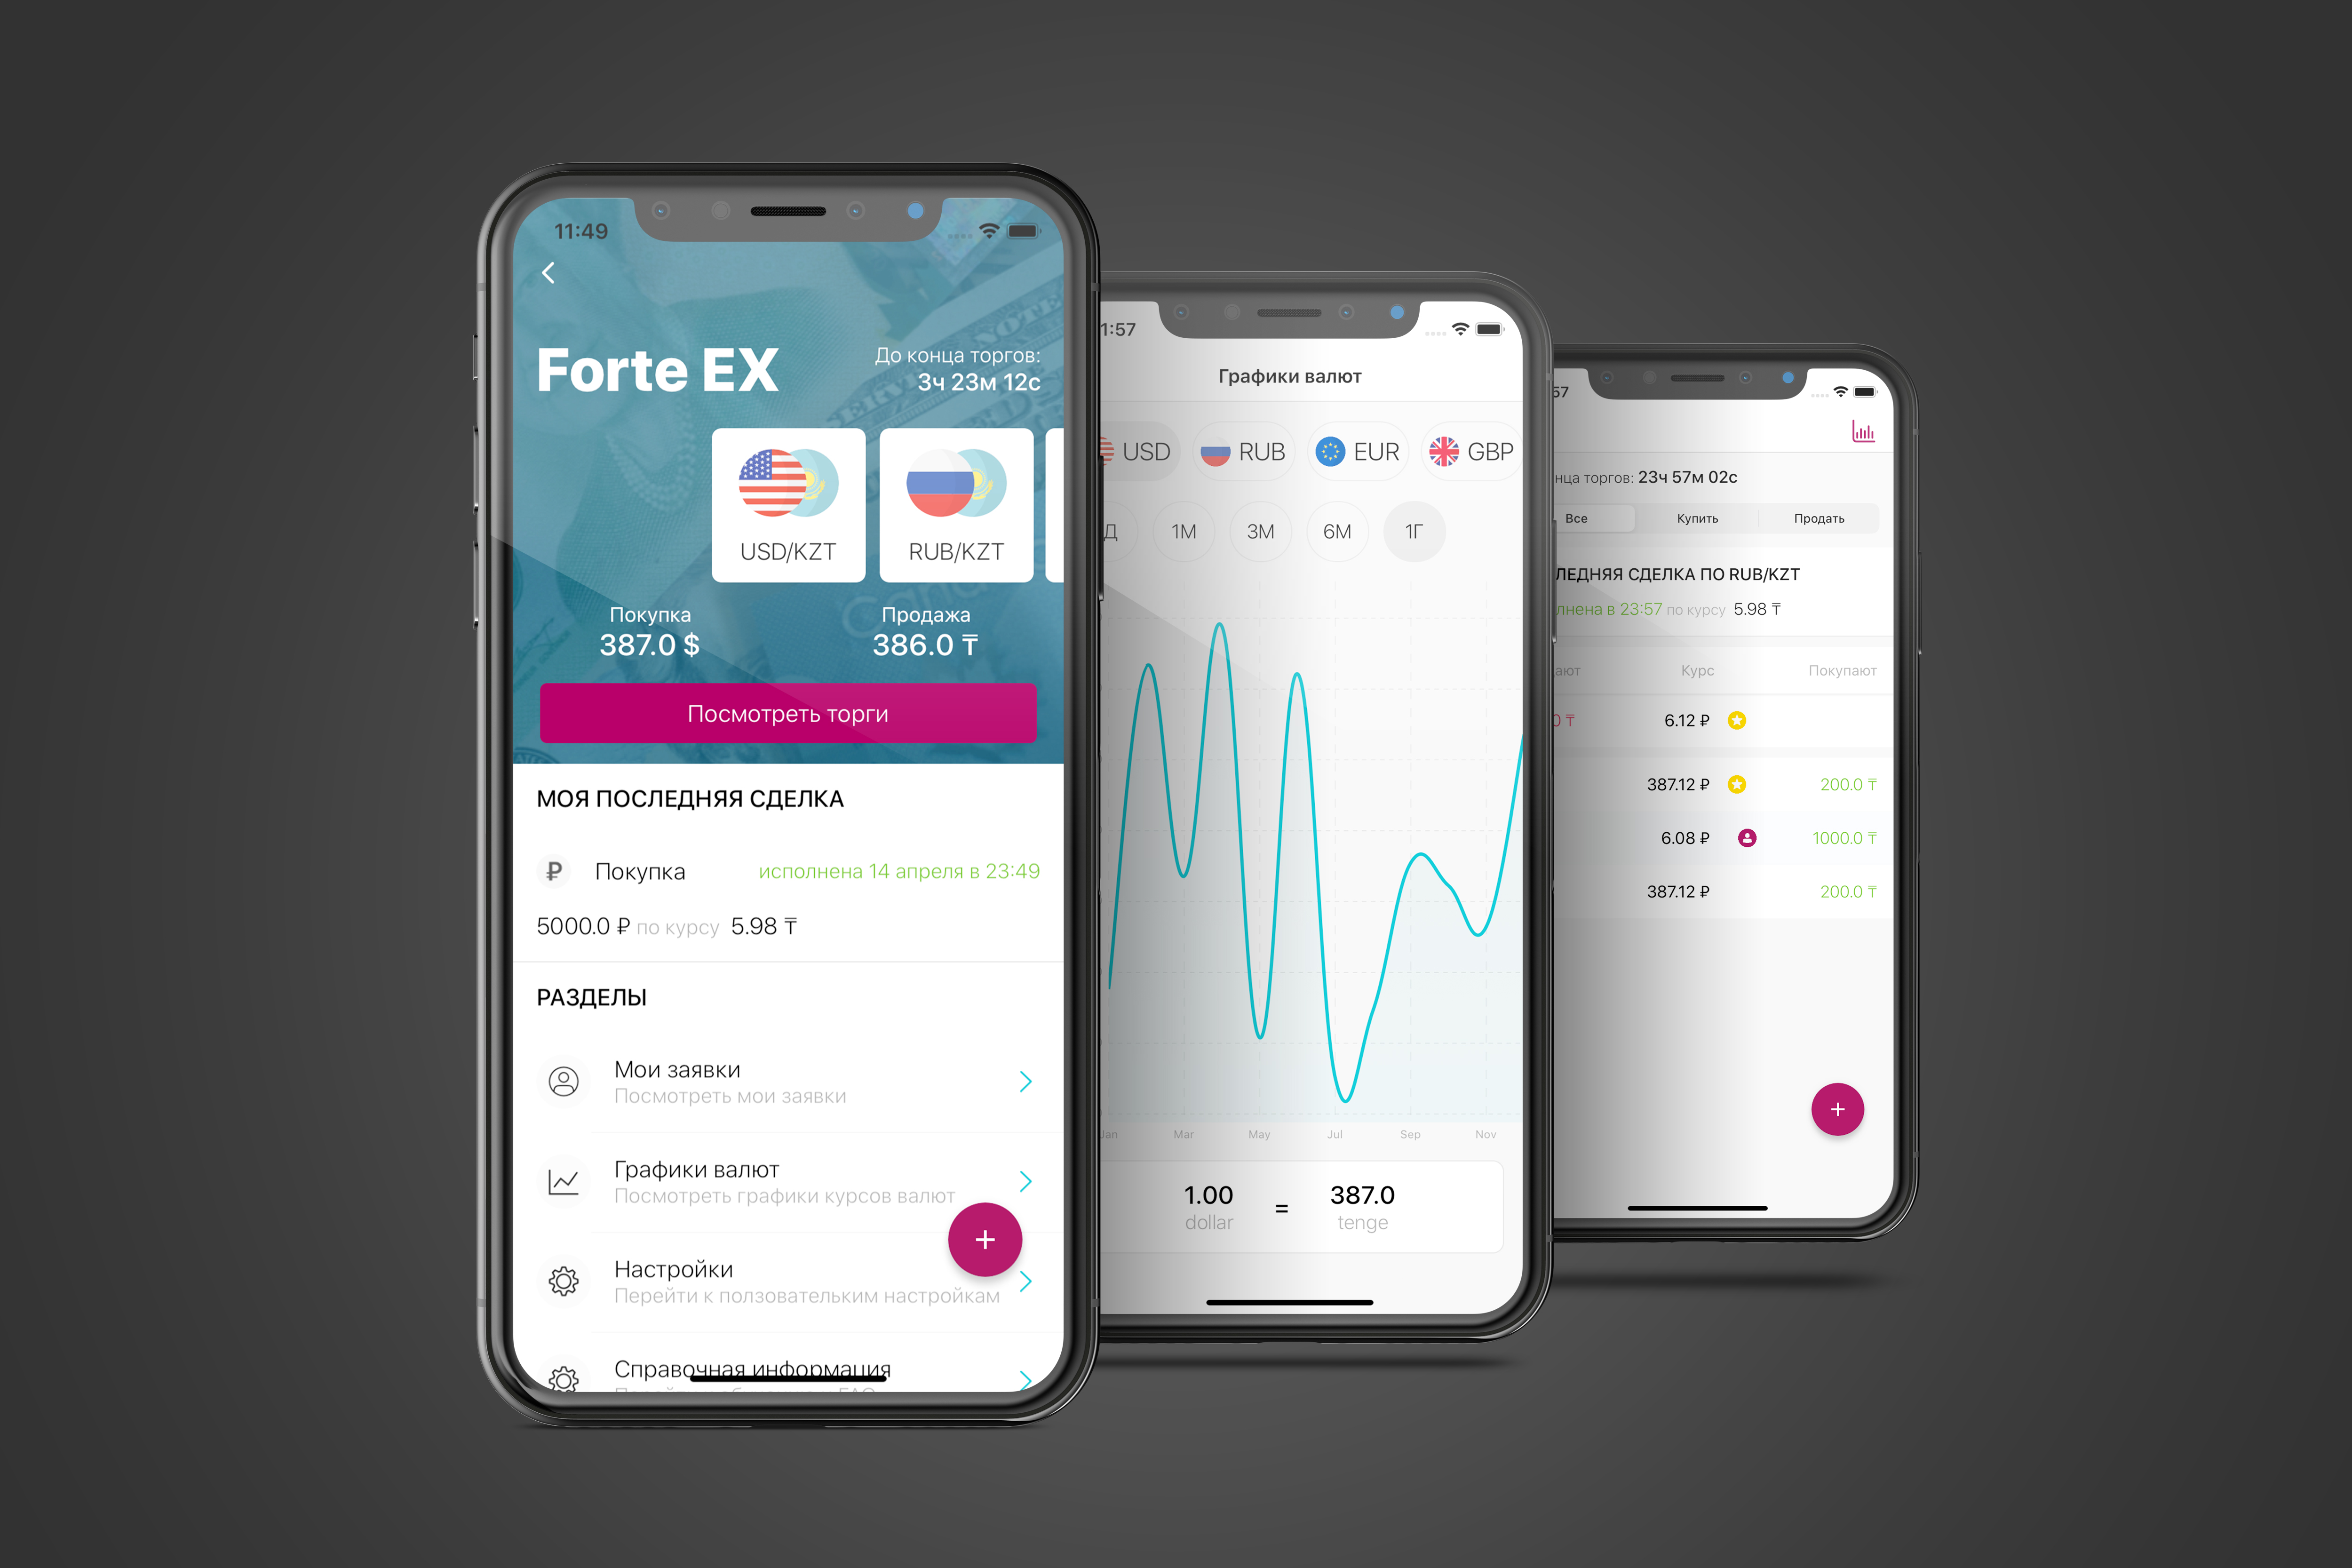 11:49
Forte EX
До конца торгов:
3ч 23м 12с
USD/KZT
RUB/KZT
Покупка
387.0 $
Продажа
386.0 ₸
Посмотреть торги
МОЯ ПОСЛЕДНЯЯ СДЕЛКА
₽ Покупка исполнена 14 апреля в 23:49
5000.0 ₽ по курсу 5.98 ₸
РАЗДЕЛЫ
Мои заявки
Посмотреть мои заявки
Графики валют
Посмотреть графики курсов валют
+
Настройки
Перейти к ползовательким настройкам
Справочная информация
1:57
Графики валют
USD RUB EUR GBP
Д 1М 3М 6М 1Г
Jan Mar May Jul Sep Nov
1.00 = 387.0
dollar tenge
57
нца торгов: 23ч 57м 02с
Все Купить Продать
ЛЕДНЯЯ СДЕЛКА ПО RUB/KZT
лнена в 23:57 по курсу 5.98 ₸
ают Курс Покупают
0 ₸ 6.12 ₽
387.12 ₽ 200.0 ₸
6.08 ₽ 1000.0 ₸
387.12 ₽ 200.0 ₸
+